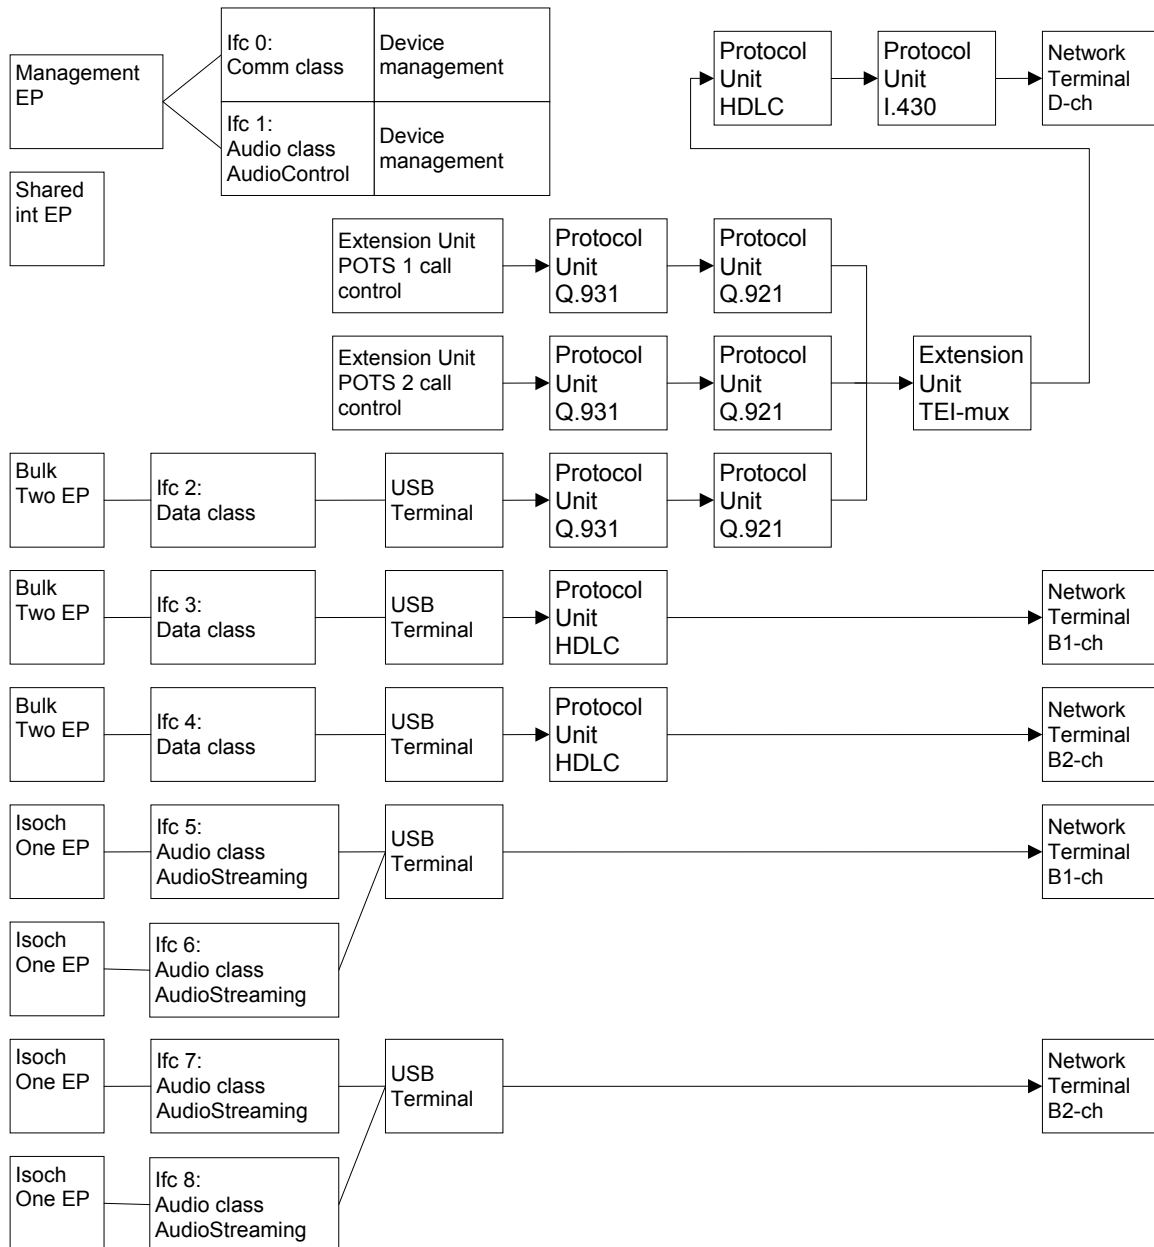 Management
EP
Ifc 0:
Comm class
Device
management
Ifc 1:
Audio class
AudioControl
Device
management
Protocol
Unit
HDLC
Protocol
Unit
I.430
Network
Terminal
D-ch
Shared
int EP
Extension Unit
POTS 1 call
control
Protocol
Unit
Q.931
Protocol
Unit
Q.921
Extension Unit
POTS 2 call
control
Protocol
Unit
Q.931
Protocol
Unit
Q.921
Extension
Unit
TEI-mux
Bulk
Two EP
Ifc 2:
Data class
USB
Terminal
Protocol
Unit
Q.931
Protocol
Unit
Q.921
Bulk
Two EP
Ifc 3:
Data class
USB
Terminal
Protocol
Unit
HDLC
Network
Terminal
B1-ch
Bulk
Two EP
Ifc 4:
Data class
USB
Terminal
Protocol
Unit
HDLC
Network
Terminal
B2-ch
Isoch
One EP
Ifc 5:
Audio class
AudioStreaming
USB
Terminal
Network
Terminal
B1-ch
Isoch
One EP
Ifc 6:
Audio class
AudioStreaming
Isoch
One EP
Ifc 7:
Audio class
AudioStreaming
USB
Terminal
Network
Terminal
B2-ch
Isoch
One EP
Ifc 8:
Audio class
AudioStreaming